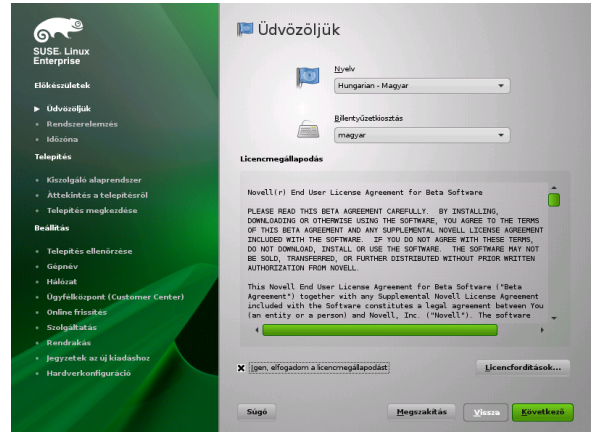 SUSE. Linux
Enterprise
Előkészületek
Üdvözöljük
Rendszerelemzés
Időzóna
Telepítés
Kiszolgáló alaprendszer
Áttekintés a telepítésről
Telepítés megkezdése
Beállítás
Telepítés ellenőrzése
Gépnév
Hálózat
Ügyfélközpont (Customer Center)
Online frissítés
Szolgáltatás
Rendrakás
Jegyzetek az új kiadáshoz
Hardverkonfiguráció
Üdvözöljük
Nyelv
Hungarian - Magyar
Billentyűzetkiosztás
magyar
Licencmegállapodás
Novell(r) End User License Agreement for Beta Software
PLEASE READ THIS BETA AGREEMENT CAREFULLY. BY INSTALLING,
DOWNLOADING OR OTHERWISE USING THE SOFTWARE, YOU AGREE TO THE TERMS
OF THIS BETA AGREEMENT AND ANY SUPPLEMENTAL NOVELL LICENSE AGREEMENT
INCLUDED WITH THE SOFTWARE. IF YOU DO NOT AGREE WITH THESE TERMS,
DO NOT DOWNLOAD, INSTALL OR USE THE SOFTWARE. THE SOFTWARE MAY NOT
BE SOLD, TRANSFERRED, OR FURTHER DISTRIBUTED WITHOUT PRIOR WRITTEN
AUTHORIZATION FROM NOVELL.
This Novell End User License Agreement for Beta Software ("Beta
Agreement") together with any Supplemental Novell License Agreement
included with the Software constitutes a legal agreement between You
(an entity or a person) and Novell, Inc. ("Novell"). The software
Igen, elfogadom a licencmegállapodást
Licencfordítások...
Súgó
Megszakítás
Vissza
Következő